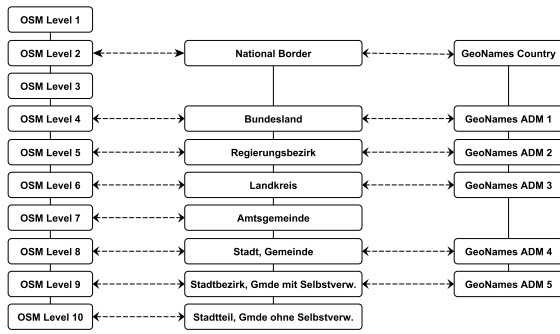 OSM Level 1
OSM Level 2 National Border GeoNames Country
OSM Level 3
OSM Level 4 Bundesland GeoNames ADM 1
OSM Level 5 Regierungsbezirk GeoNames ADM 2
OSM Level 6 Landkreis GeoNames ADM 3
OSM Level 7 Amtsgemeinde
OSM Level 8 Stadt, Gemeinde GeoNames ADM 4
OSM Level 9 Stadtbezirk, Gmde mit Selbstverw. GeoNames ADM 5
OSM Level 10 Stadtteil, Gmde ohne Selbstverw.